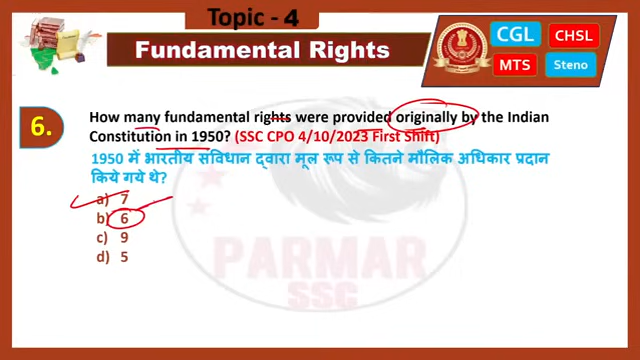 Topic - 4
Fundamental Rights
CGL
CHSL
MTS
Steno
6.
How many fundamental rights were provided originally by the Indian
Constitution in 1950? (SSC CPO 4/10/2023 First Shift)
1950 में भारतीय संविधान द्वारा मूल रूप से कितने मौलिक अधिकार प्रदान
किये गये थे?
a) 7
b) 6
c) 9
d) 5
PARMAR
SSC